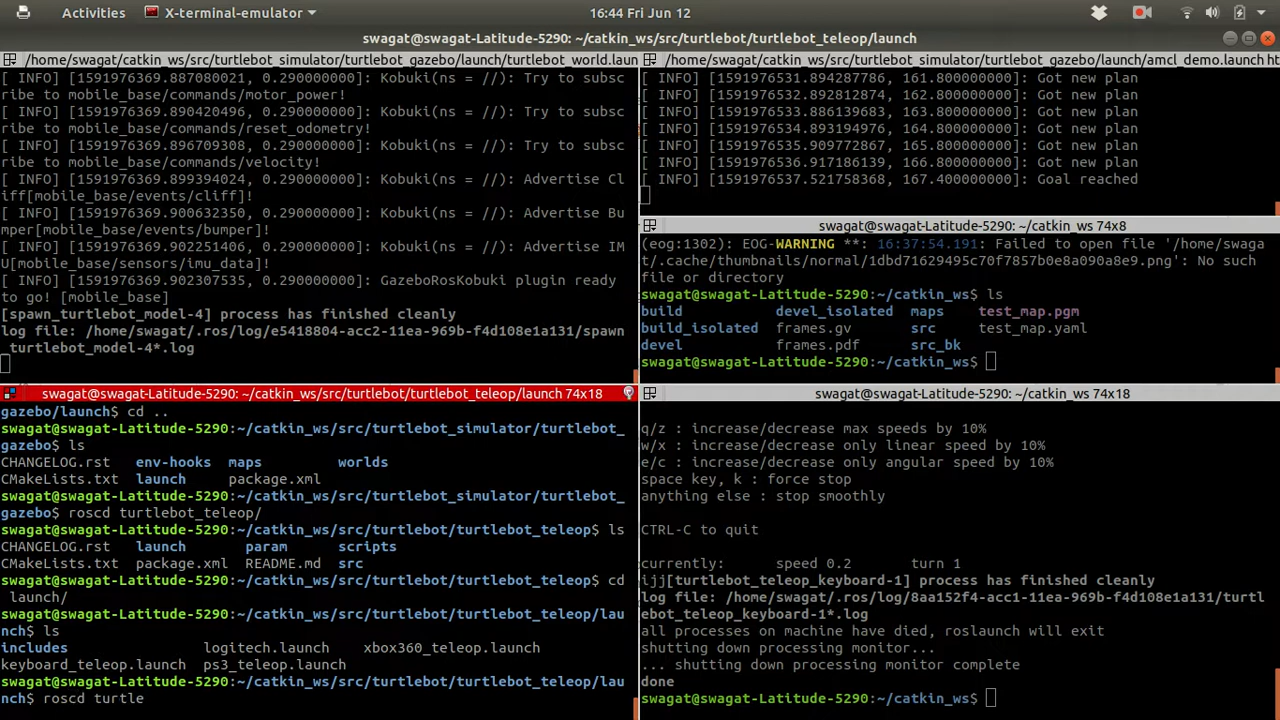 Activities
X-terminal-emulator
16:44 Fri Jun 12
swagat@swagat-Latitude-5290: ~/catkin_ws/src/turtlebot/turtlebot_teleop/launch
/home/swagat/catkin_ws/src/turtlebot_simulator/turtlebot_gazebo/launch/turtlebot_world.laun
[ INFO] [1591976369.887080021, 0.290000000]: Kobuki(ns = //): Try to subsc
ribe to mobile_base/commands/motor_power!
[ INFO] [1591976369.890420496, 0.290000000]: Kobuki(ns = //): Try to subsc
ribe to mobile_base/commands/reset_odometry!
[ INFO] [1591976369.896709308, 0.290000000]: Kobuki(ns = //): Try to subsc
ribe to mobile_base/commands/velocity!
[ INFO] [1591976369.899394024, 0.290000000]: Kobuki(ns = //): Advertise Cl
iff[mobile_base/events/cliff]!
[ INFO] [1591976369.900632350, 0.290000000]: Kobuki(ns = //): Advertise Bu
mper[mobile_base/events/bumper]!
[ INFO] [1591976369.902251406, 0.290000000]: Kobuki(ns = //): Advertise IM
U[mobile_base/sensors/imu_data]!
[ INFO] [1591976369.902307535, 0.290000000]: GazeboRosKobuki plugin ready
to go! [mobile_base]
[spawn_turtlebot_model-4] process has finished cleanly
log file: /home/swagat/.ros/log/e5418804-acc2-11ea-969b-f4d108e1a131/spawn
_turtlebot_model-4*.log
/home/swagat/catkin_ws/src/turtlebot_simulator/turtlebot_gazebo/launch/amcl_demo.launch ht
[ INFO] [1591976531.894287786, 161.800000000]: Got new plan
[ INFO] [1591976532.892812874, 162.800000000]: Got new plan
[ INFO] [1591976533.886139683, 163.800000000]: Got new plan
[ INFO] [1591976534.893194976, 164.800000000]: Got new plan
[ INFO] [1591976535.909772867, 165.800000000]: Got new plan
[ INFO] [1591976536.917186139, 166.800000000]: Got new plan
[ INFO] [1591976537.521758368, 167.400000000]: Goal reached
swagat@swagat-Latitude-5290: ~/catkin_ws 74x8
(eog:1302): EOG-WARNING **: 16:37:54.191: Failed to open file '/home/swaga
t/.cache/thumbnails/normal/1dbd71629495c70f7857b0e8a090a8e9.png': No such
file or directory
swagat@swagat-Latitude-5290:~/catkin_ws$ ls
build devel_isolated maps test_map.pgm
build_isolated frames.gv src test_map.yaml
devel frames.pdf src_bk
swagat@swagat-Latitude-5290:~/catkin_ws$
swagat@swagat-Latitude-5290: ~/catkin_ws/src/turtlebot/turtlebot_teleop/launch 74x18
gazebo/launch$ cd ..
swagat@swagat-Latitude-5290:~/catkin_ws/src/turtlebot_simulator/turtlebot_
gazebo$ ls
CHANGELOG.rst env-hooks maps worlds
CMakeLists.txt launch package.xml
swagat@swagat-Latitude-5290:~/catkin_ws/src/turtlebot_simulator/turtlebot_
gazebo$ roscd turtlebot_teleop/
swagat@swagat-Latitude-5290:~/catkin_ws/src/turtlebot/turtlebot_teleop$ ls
CHANGELOG.rst launch param scripts
CMakeLists.txt package.xml README.md src
swagat@swagat-Latitude-5290:~/catkin_ws/src/turtlebot/turtlebot_teleop$ cd
launch/
swagat@swagat-Latitude-5290:~/catkin_ws/src/turtlebot/turtlebot_teleop/lau
nch$ ls
includes logitech.launch xbox360_teleop.launch
keyboard_teleop.launch ps3_teleop.launch
swagat@swagat-Latitude-5290:~/catkin_ws/src/turtlebot/turtlebot_teleop/lau
nch$ roscd turtle
swagat@swagat-Latitude-5290: ~/catkin_ws 74x18
q/z : increase/decrease max speeds by 10%
w/x : increase/decrease only linear speed by 10%
e/c : increase/decrease only angular speed by 10%
space key, k : force stop
anything else : stop smoothly
CTRL-C to quit
currently: speed 0.2 turn 1
ijj[turtlebot_teleop_keyboard-1] process has finished cleanly
log file: /home/swagat/.ros/log/8aa152f4-acc1-11ea-969b-f4d108e1a131/turtl
ebot_teleop_keyboard-1*.log
all processes on machine have died, roslaunch will exit
shutting down processing monitor...
... shutting down processing monitor complete
done
swagat@swagat-Latitude-5290:~/catkin_ws$